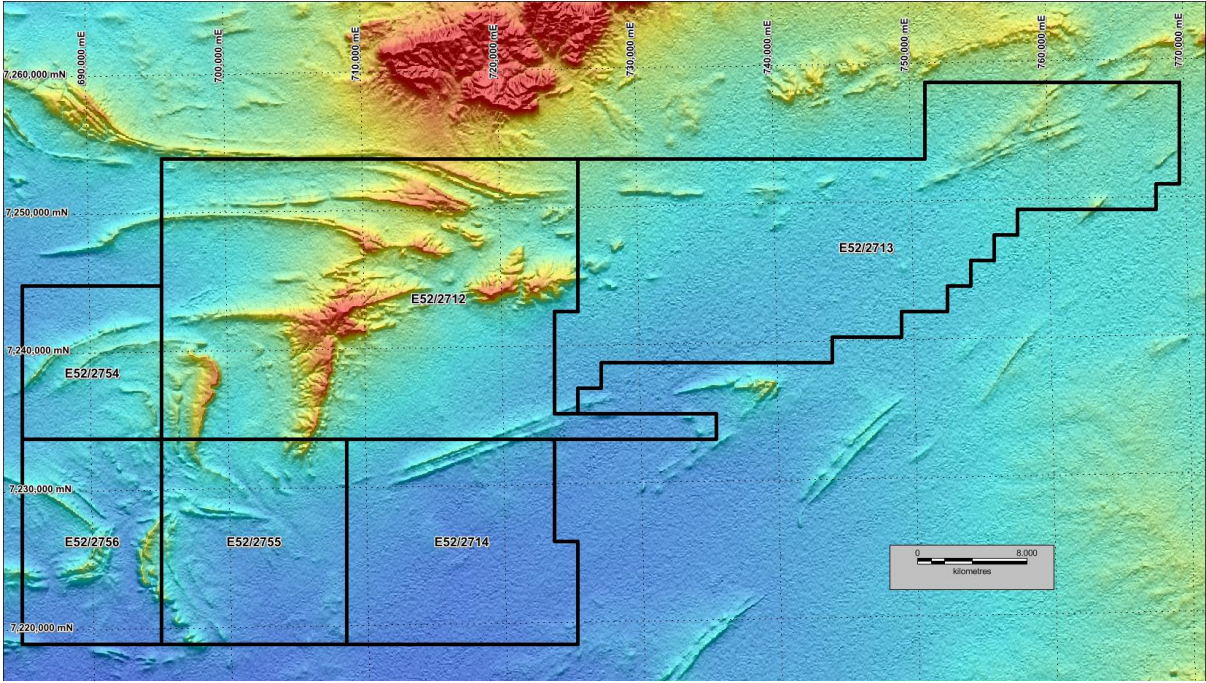 690,000 mE
700,000 mE
710,000 mE
720,000 mE
730,000 mE
740,000 mE
750,000 mE
760,000 mE
770,000 mE
7,260,000 mN
7,250,000 mN
E52/2713
E52/2712
7,240,000 mN
E52/2754
7,230,000 mN
E52/2756
E52/2755
E52/2714
0 8.000
kilometres
7,220,000 mN